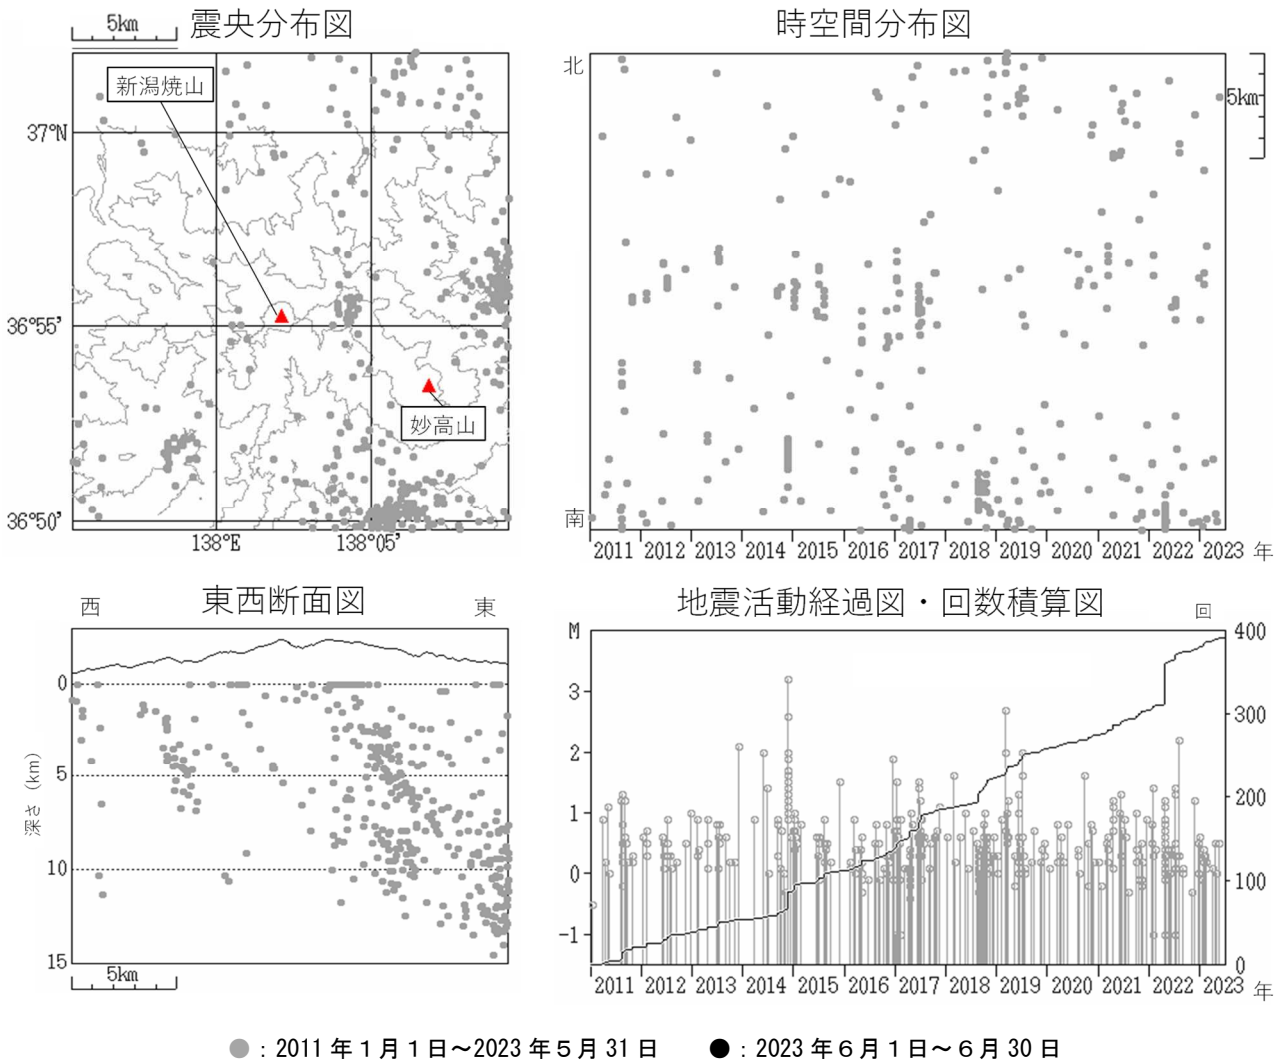 5km
震央分布図
新潟焼山
37°N
36°55’
妙高山
36°50’
138°E 138°05’
時空間分布図
北
5km
南
2011 2012 2013 2014 2015 2016 2017 2018 2019 2020 2021 2022 2023 年
東西断面図
西 東
0
5
10
15
深さ (km)
5km
地震活動経過図・回数積算図
M 回
3
2
1
0
-1
400
300
200
100
0
2011 2012 2013 2014 2015 2016 2017 2018 2019 2020 2021 2022 2023 年
●：2011 年１月１日～2023 年５月 31 日 ●：2023 年６月１日～６月 30 日